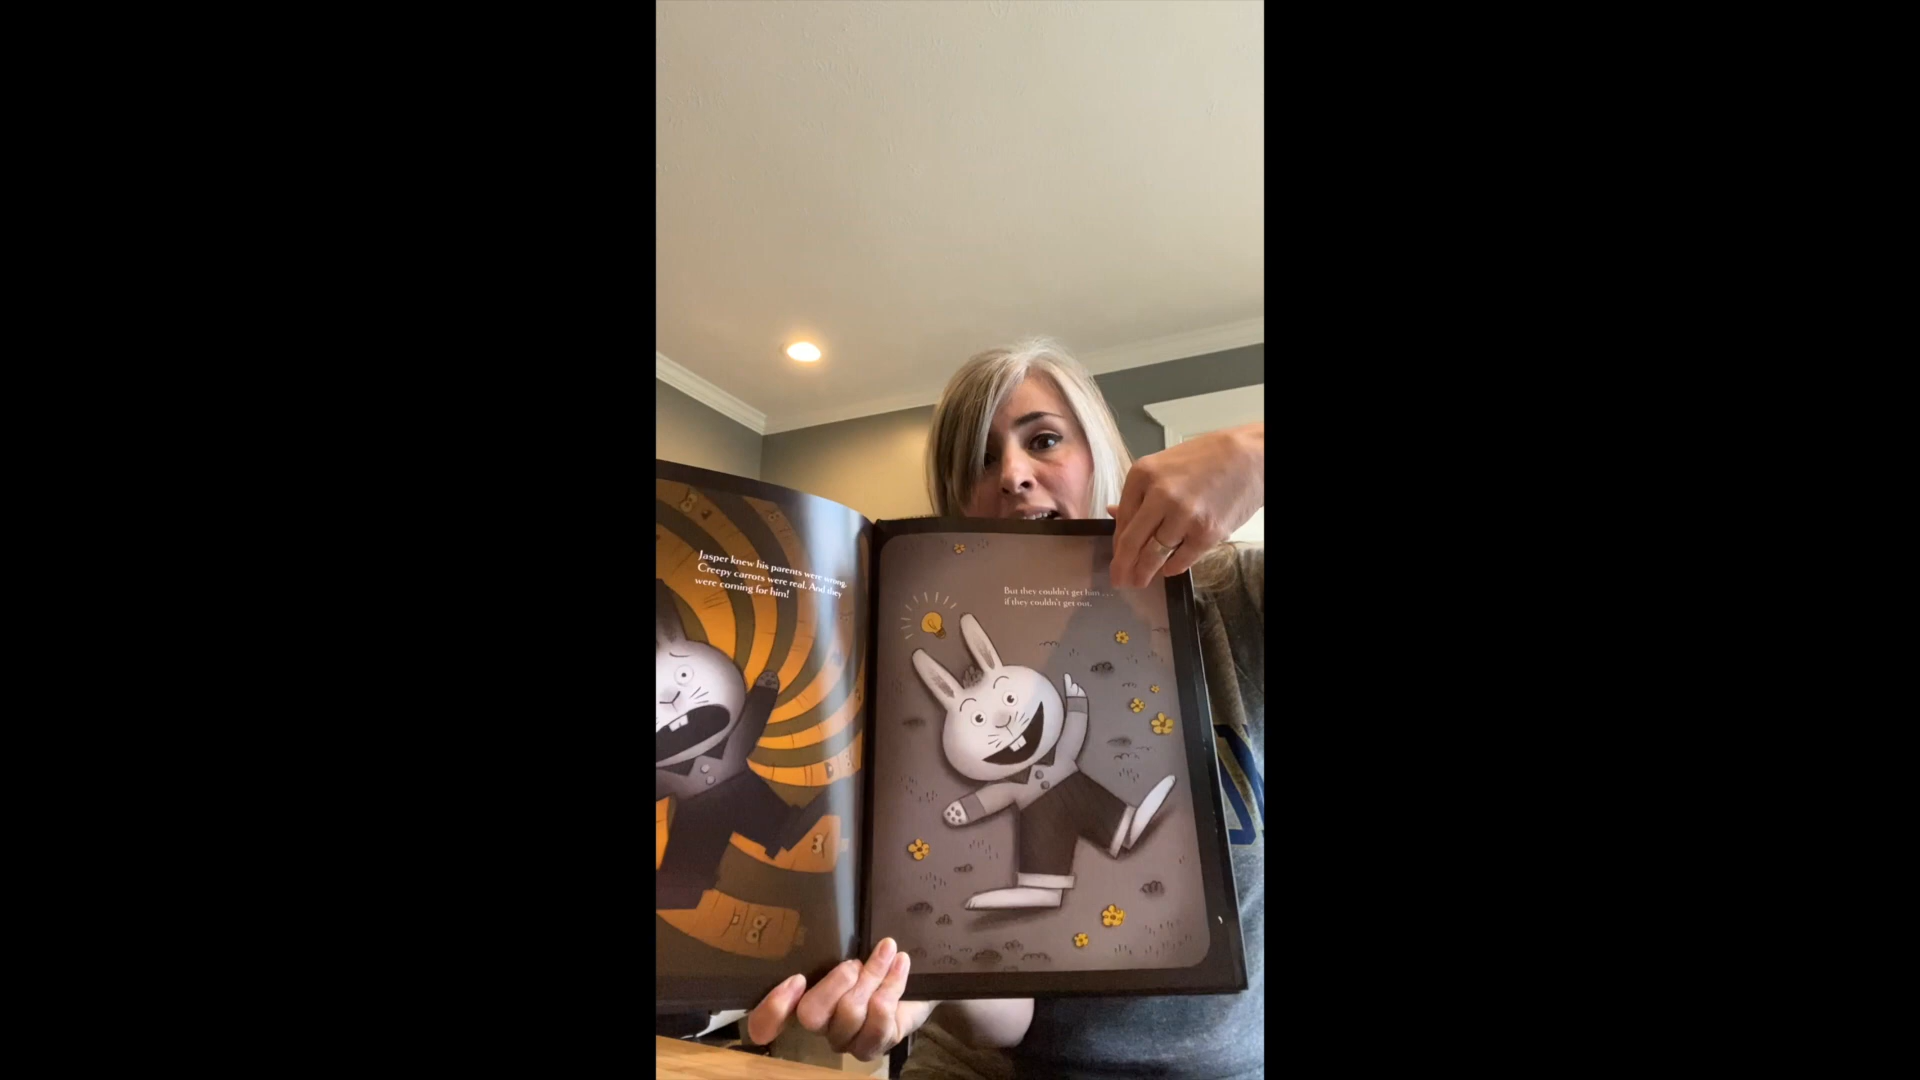 Jasper knew his parents were wrong.
Creepy carrots were real. And they
were coming for him!
But they couldn't get him . . .
if they couldn't get out.